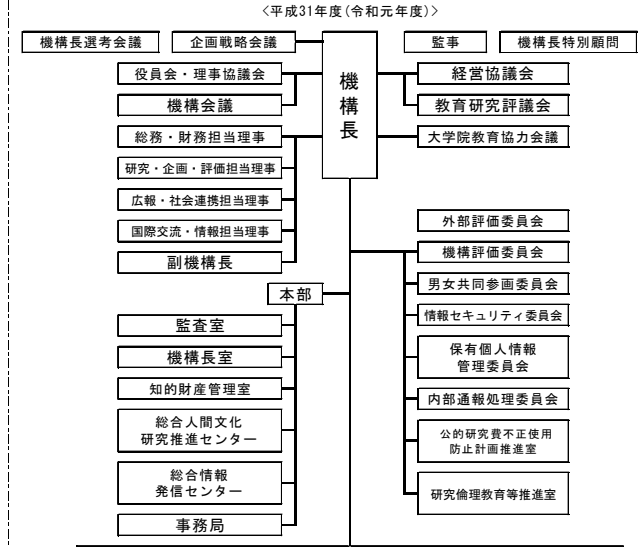 <平成31年度(令和元年度)>
機構長選考会議
企画戦略会議
監事
機構長特別顧問
機構長
役員会・理事協議会
機構会議
経営協議会
教育研究評議会
総務・財務担当理事
大学院教育協力会議
研究・企画・評価担当理事
広報・社会連携担当理事
国際交流・情報担当理事
副機構長
外部評価委員会
機構評価委員会
男女共同参画委員会
情報セキュリティ委員会
保有個人情報
管理委員会
内部通報処理委員会
公的研究費不正使用
防止計画推進室
研究倫理教育等推進室
本部
監査室
機構長室
知的財産管理室
総合人間文化
研究推進センター
総合情報
発信センター
事務局